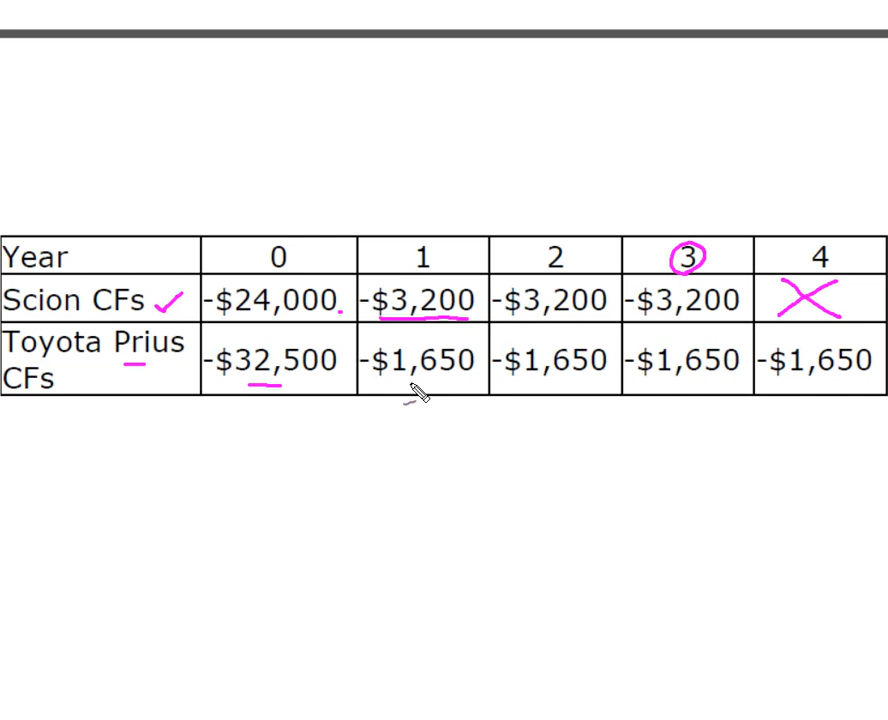 Year 0 1 2 3 4
Scion CFs -$24,000 -$3,200 -$3,200 -$3,200
Toyota Prius
CFs -$32,500 -$1,650 -$1,650 -$1,650 -$1,650